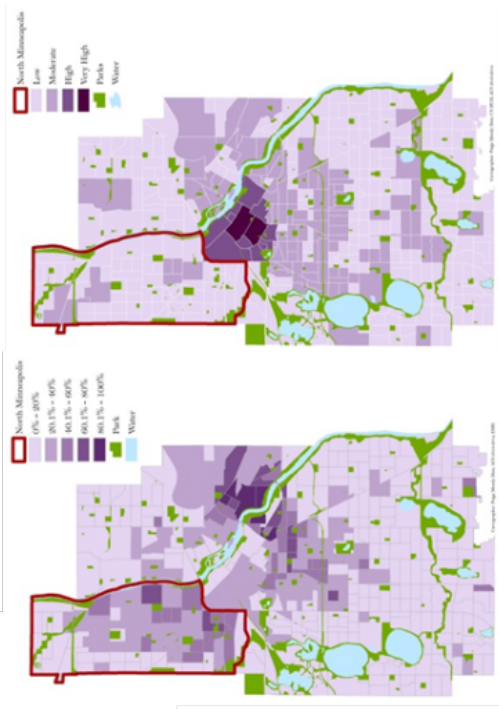 North Minneapolis
Low
Moderate
High
Very High
Parks
Water
North Minneapolis
0% - 20%
20.1% - 40%
40.1% - 60%
60.1% - 80%
80.1% - 100%
Park
Water